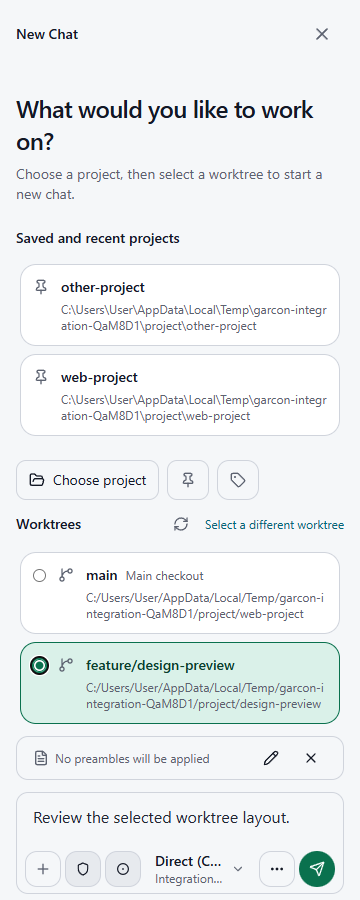 New Chat
What would you like to work
on?
Choose a project, then select a worktree to start a
new chat.
Saved and recent projects
other-project
C:\Users\User\AppData\Local\Temp\garcon-integr
ation-QaM8D1\project\other-project
web-project
C:\Users\User\AppData\Local\Temp\garcon-integr
ation-QaM8D1\project\web-project
Choose project
Worktrees Select a different worktree
main Main checkout
C:/Users/User/AppData/Local/Temp/garcon-i
ntegration-QaM8D1/project/web-project
feature/design-preview
C:/Users/User/AppData/Local/Temp/garcon-i
ntegration-QaM8D1/project/design-preview
No preambles will be applied
Review the selected worktree layout.
Direct (C...
Integration...